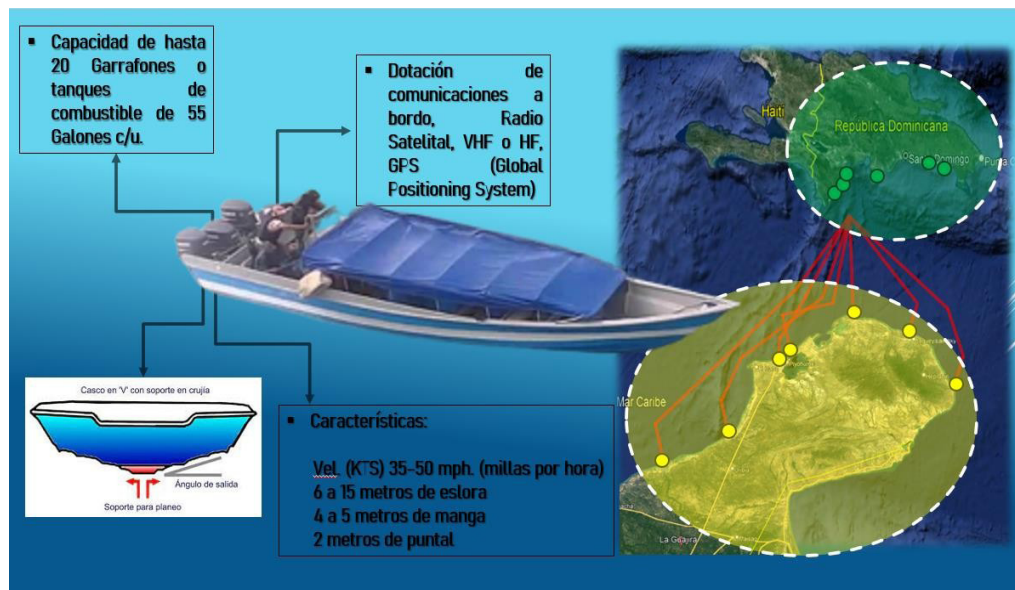 ▪ Capacidad de hasta
20 Garrafones o
tanques de
combustible de 55
Galones c/u.
▪ Dotación de
comunicaciones a
bordo, Radio
Satelital, VHF o HF,
GPS (Global
Positioning System)
Haiti
República Dominicana
Santo Domingo
Punta C
Casco en 'V' con soporte en crujía
Ángulo de salida
Soporte para planeo
▪ Características:
Vel. (KTS) 35-50 mph. (millas por hora)
6 a 15 metros de eslora
4 a 5 metros de manga
2 metros de puntal
Mar Caribe
La Guajira